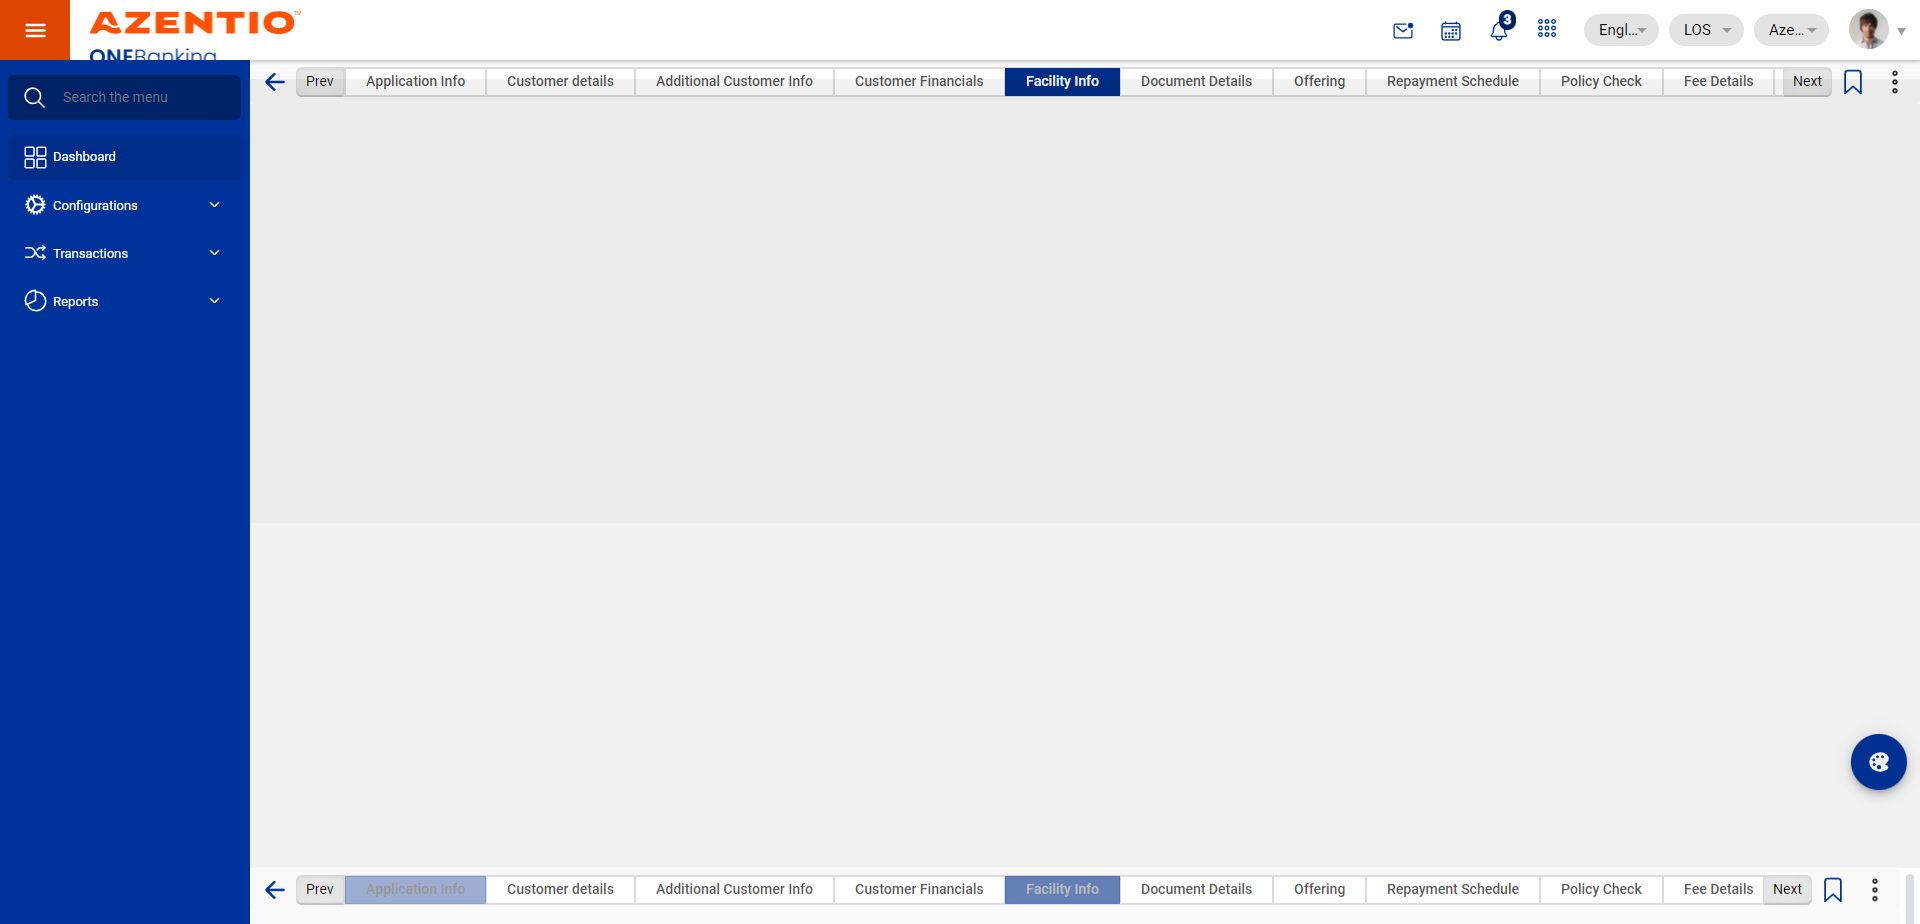 AZENTIO™
ONEBanking
3
Engl...
LOS
Aze...
Search the menu
Dashboard
Configurations
Transactions
Reports
Prev
Application Info
Customer details
Additional Customer Info
Customer Financials
Facility Info
Document Details
Offering
Repayment Schedule
Policy Check
Fee Details
Next
Prev
Application Info
Customer details
Additional Customer Info
Customer Financials
Facility Info
Document Details
Offering
Repayment Schedule
Policy Check
Fee Details
Next